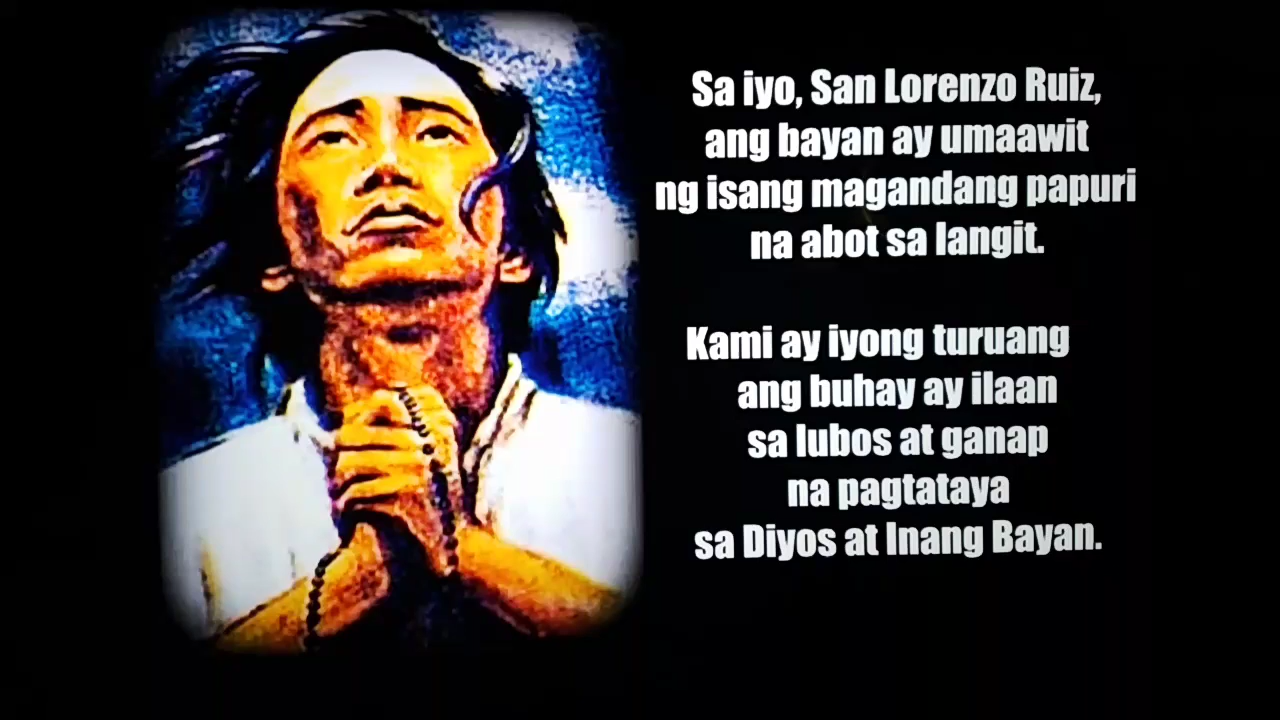 Sa iyo, San Lorenzo Ruiz,
ang bayan ay umaawit
ng isang magandang papuri
na abot sa langit.
Kami ay iyong turuang
ang buhay ay ilaan
sa lubos at ganap
na pagtataya
sa Diyos at Inang Bayan.